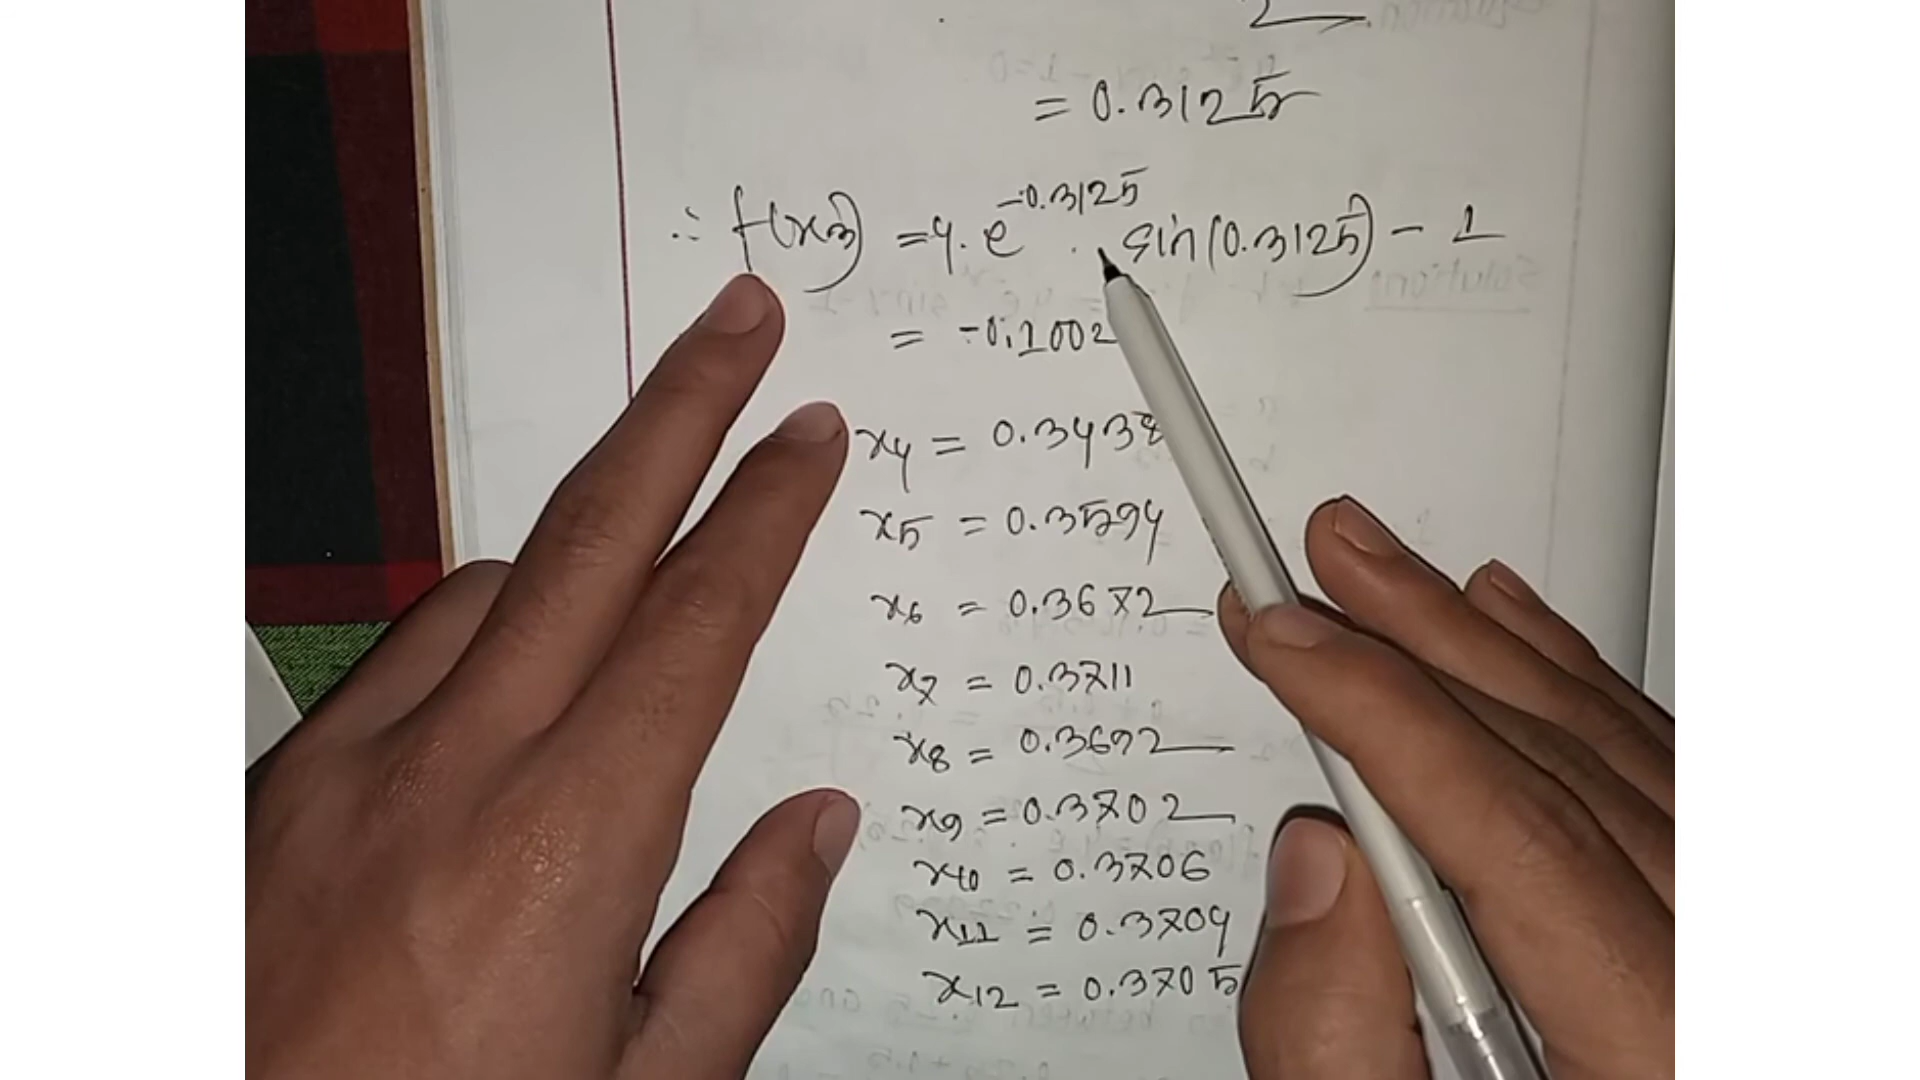 2
= 0.3125
∴ f(x3) = 4. e^-0.3125 . sin(0.3125) - 1
= -0.1002
x4 = 0.3438
x5 = 0.3594
x6 = 0.3672
x7 = 0.3711
x8 = 0.3692
x9 = 0.3702
x10 = 0.3706
x11 = 0.3704
x12 = 0.3705